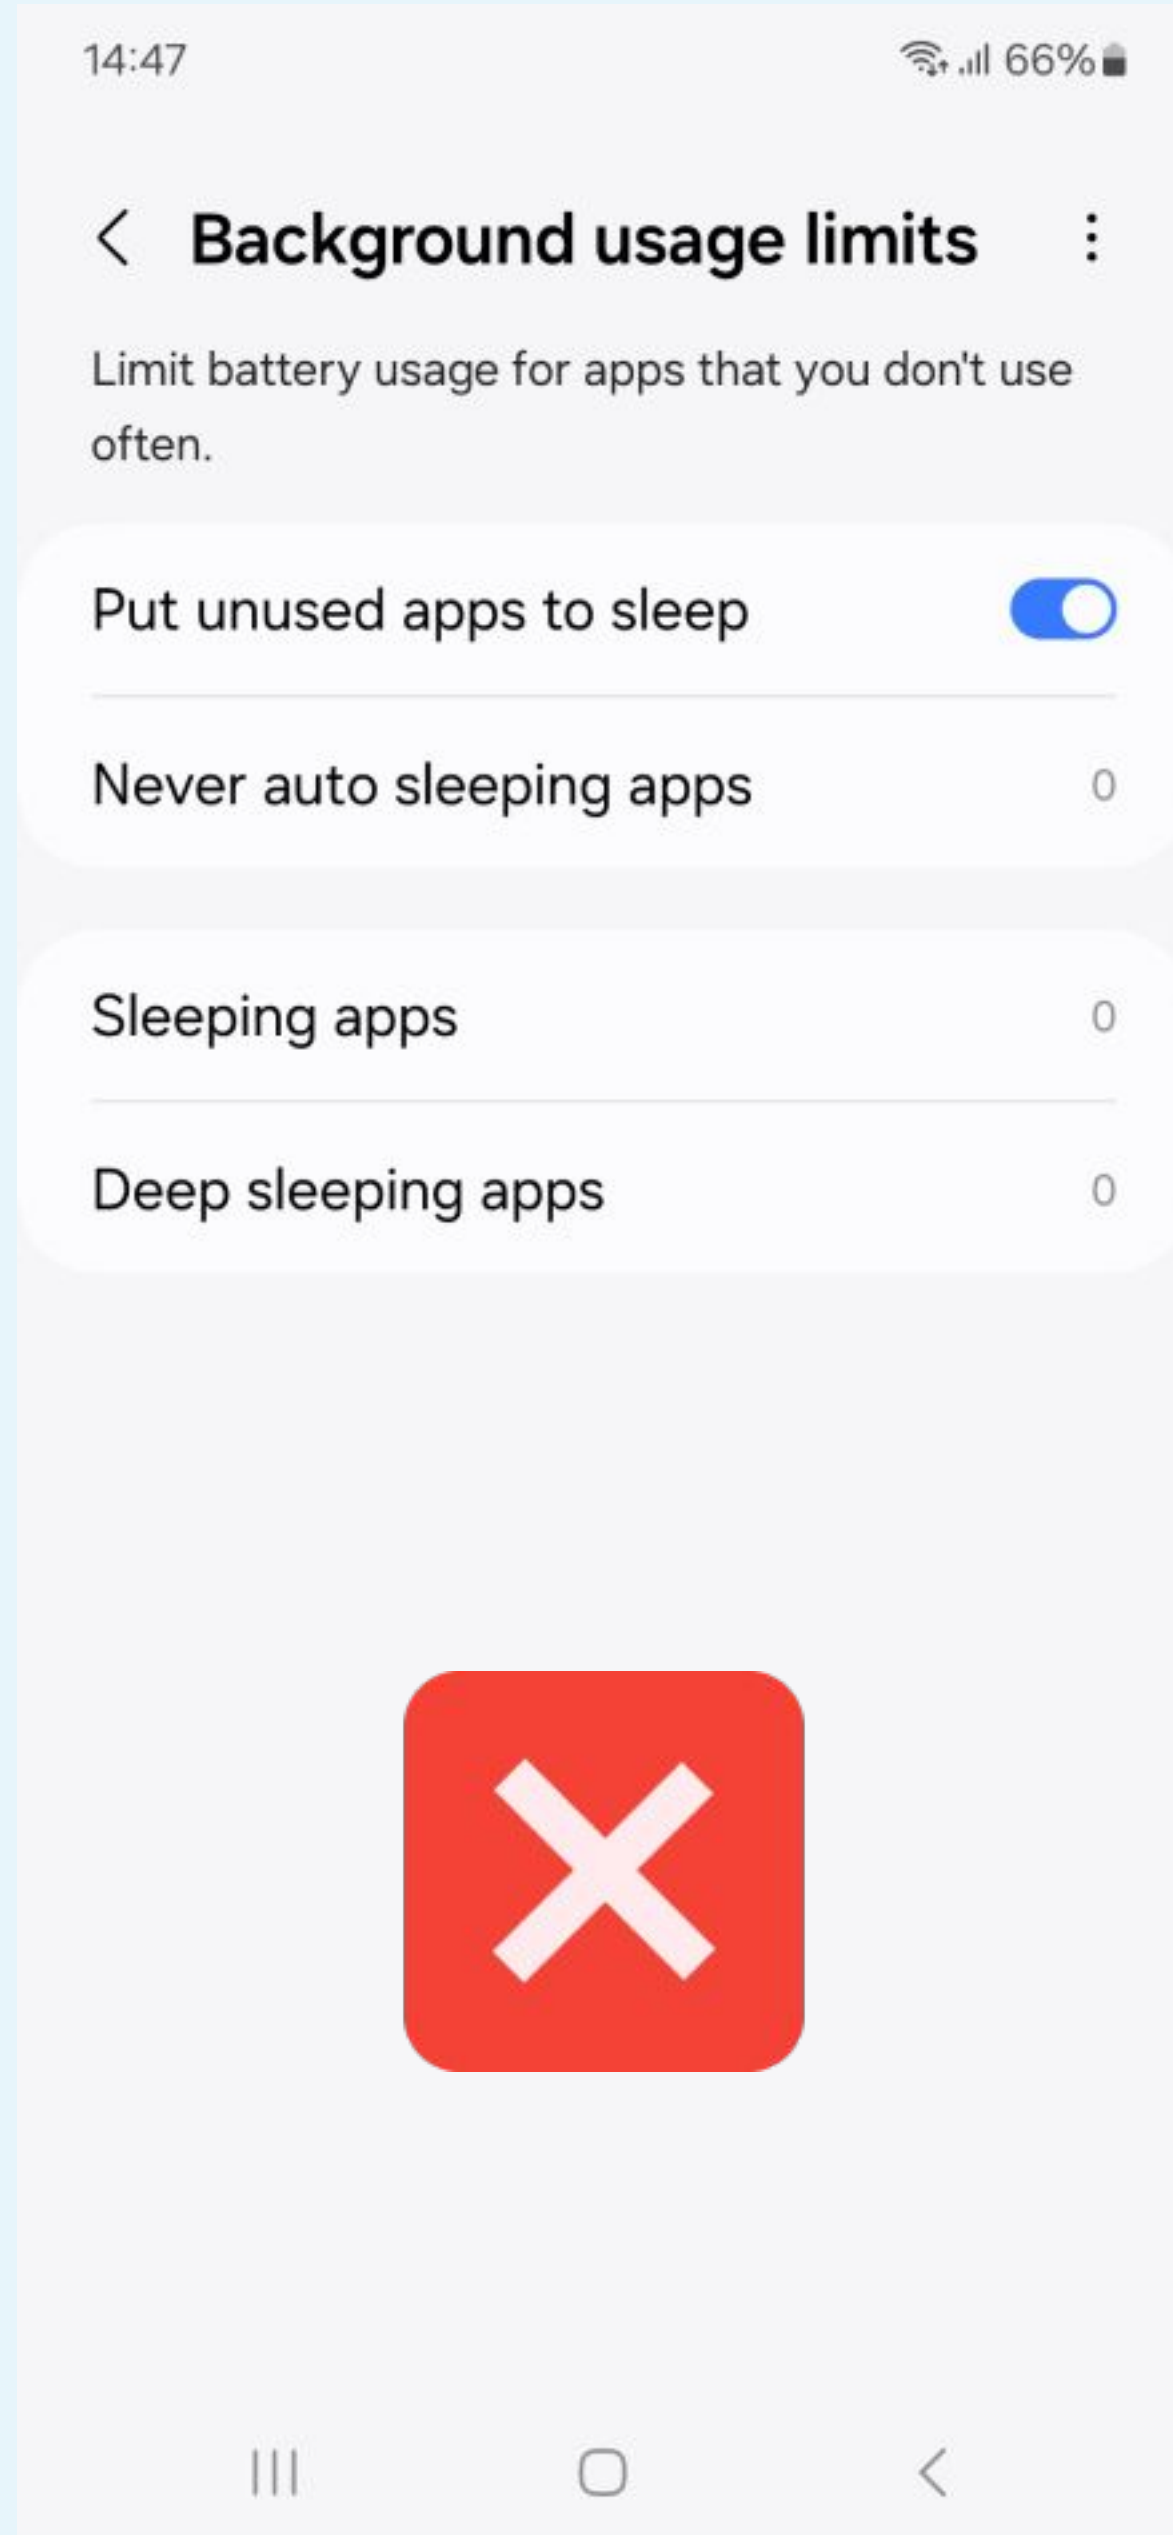 14:47
66%
Background usage limits
Limit battery usage for apps that you don't use
often.
Put unused apps to sleep
Never auto sleeping apps 0
Sleeping apps 0
Deep sleeping apps 0